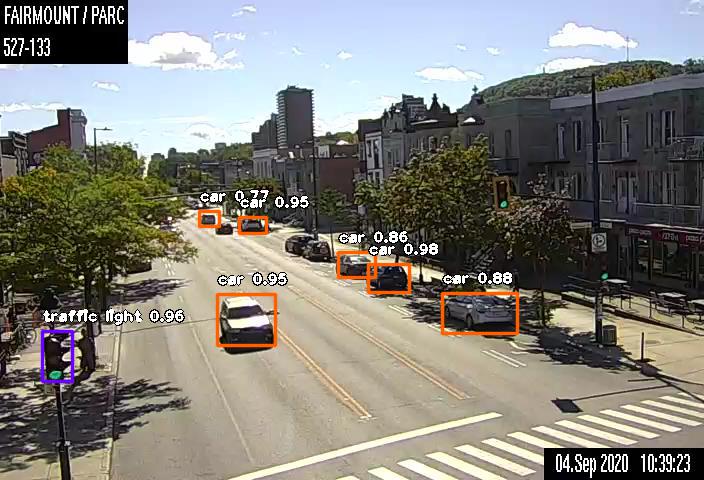 FAIRMOUNT / PARC
527-133
car 0.77
car 0.95
car 0.86
car 0.98
car 0.95
car 0.88
traffic light 0.96
04.Sep 2020 10:39:23